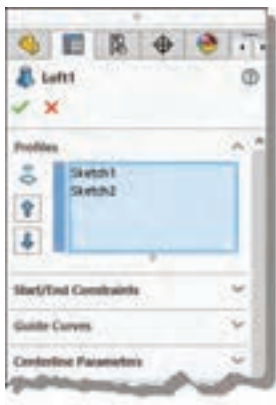 Loft1
Profiles
Sketch1
Sketch2
Start/End Constraints
Guide Curves
Centerline Parameters